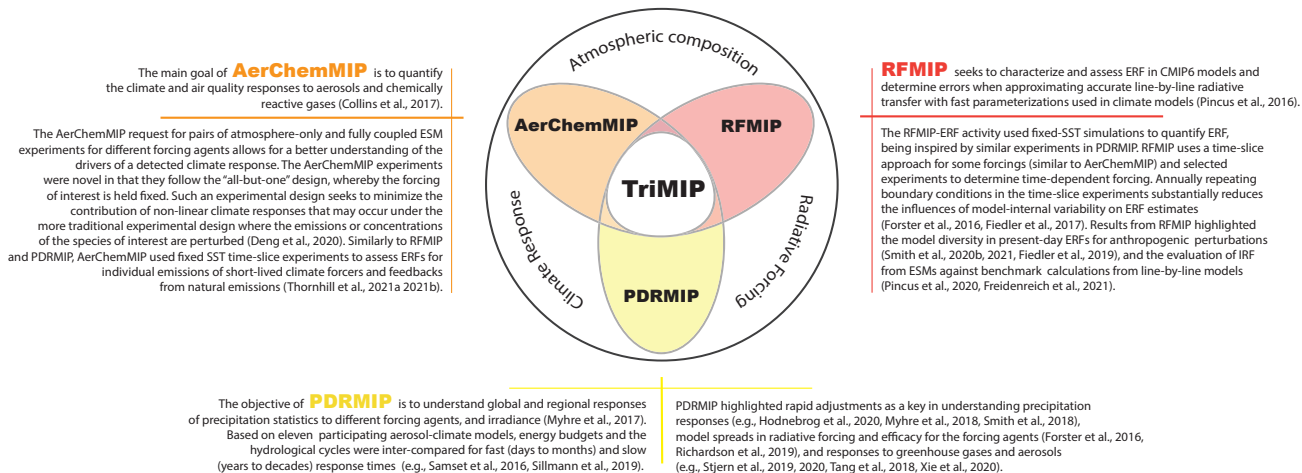 The main goal of AerChemMIP is to quantify
the climate and air quality responses to aerosols and chemically
reactive gases (Collins et al., 2017).
The AerChemMIP request for pairs of atmosphere-only and fully coupled ESM
experiments for different forcing agents allows for a better understanding of the
drivers of a detected climate response. The AerChemMIP experiments
were novel in that they follow the “all-but-one” design, whereby the forcing
of interest is held fixed. Such an experimental design seeks to minimize the
contribution of non-linear climate responses that may occur under the
more traditional experimental design where the emissions or concentrations
of the species of interest are perturbed (Deng et al., 2020). Similarly to RFMIP
and PDRMIP, AerChemMIP used fixed SST time-slice experiments to assess ERFs for
individual emissions of short-lived climate forcers and feedbacks
from natural emissions (Thornhill et al., 2021a 2021b).
Atmospheric composition
AerChemMIP
RFMIP
TriMIP
PDRMIP
Climate Response
Radiative Forcing
RFMIP seeks to characterize and assess ERF in CMIP6 models and
determine errors when approximating accurate line-by-line radiative
transfer with fast parameterizations used in climate models (Pincus et al., 2016).
The RFMIP-ERF activity used fixed-SST simulations to quantify ERF,
being inspired by similar experiments in PDRMIP. RFMIP uses a time-slice
approach for some forcings (similar to AerChemMIP) and selected
experiments to determine time-dependent forcing. Annually repeating
boundary conditions in the time-slice experiments substantially reduces
the influences of model-internal variability on ERF estimates
(Forster et al., 2016, Fiedler et al., 2017). Results from RFMIP highlighted
the model diversity in present-day ERFs for anthropogenic perturbations
(Smith et al., 2020b, 2021, Fiedler et al., 2019), and the evaluation of IRF
from ESMs against benchmark calculations from line-by-line models
(Pincus et al., 2020, Freidenreich et al., 2021).
The objective of PDRMIP is to understand global and regional responses
of precipitation statistics to different forcing agents, and irradiance (Myhre et al., 2017).
Based on eleven participating aerosol-climate models, energy budgets and the
hydrological cycles were inter-compared for fast (days to months) and slow
(years to decades) response times (e.g., Samset et al., 2016, Sillmann et al., 2019).
PDRMIP highlighted rapid adjustments as a key in understanding precipitation
responses (e.g., Hodnebrog et al., 2020, Myhre et al., 2018, Smith et al., 2018),
model spreads in radiative forcing and efficacy for the forcing agents (Forster et al., 2016,
Richardson et al., 2019), and responses to greenhouse gases and aerosols
(e.g., Stjern et al., 2019, 2020, Tang et al., 2018, Xie et al., 2020).